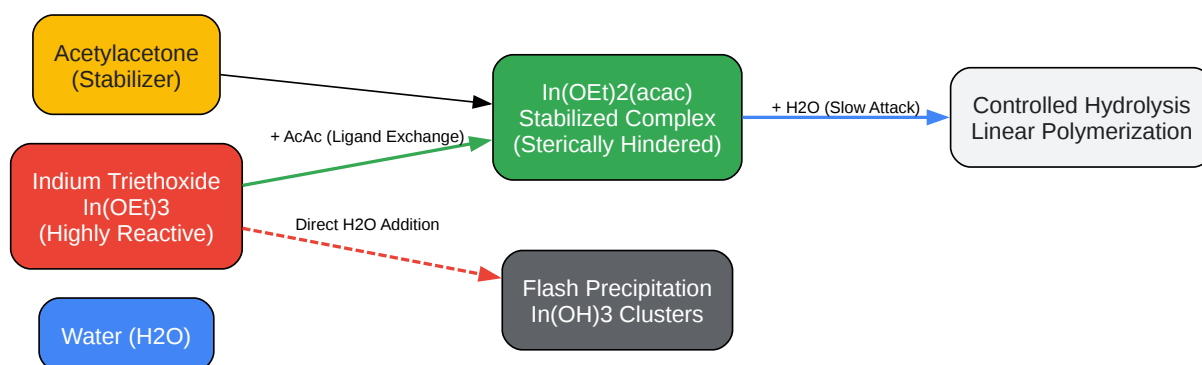 Acetylacetone
(Stabilizer)
In(OEt)2(acac)
Stabilized Complex
(Sterically Hindered)
+ H2O (Slow Attack)
Controlled Hydrolysis
Linear Polymerization
+ AcAc (Ligand Exchange)
Indium Triethoxide
In(OEt)3
(Highly Reactive)
Direct H2O Addition
Flash Precipitation
In(OH)3 Clusters
Water (H2O)